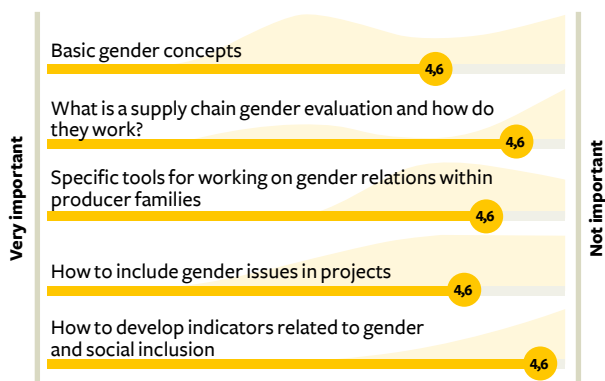 Very important
Basic gender concepts
4,6
What is a supply chain gender evaluation and how do
they work?
4,6
Specific tools for working on gender relations within
producer families
4,6
How to include gender issues in projects
4,6
How to develop indicators related to gender
and social inclusion
4,6
Not important